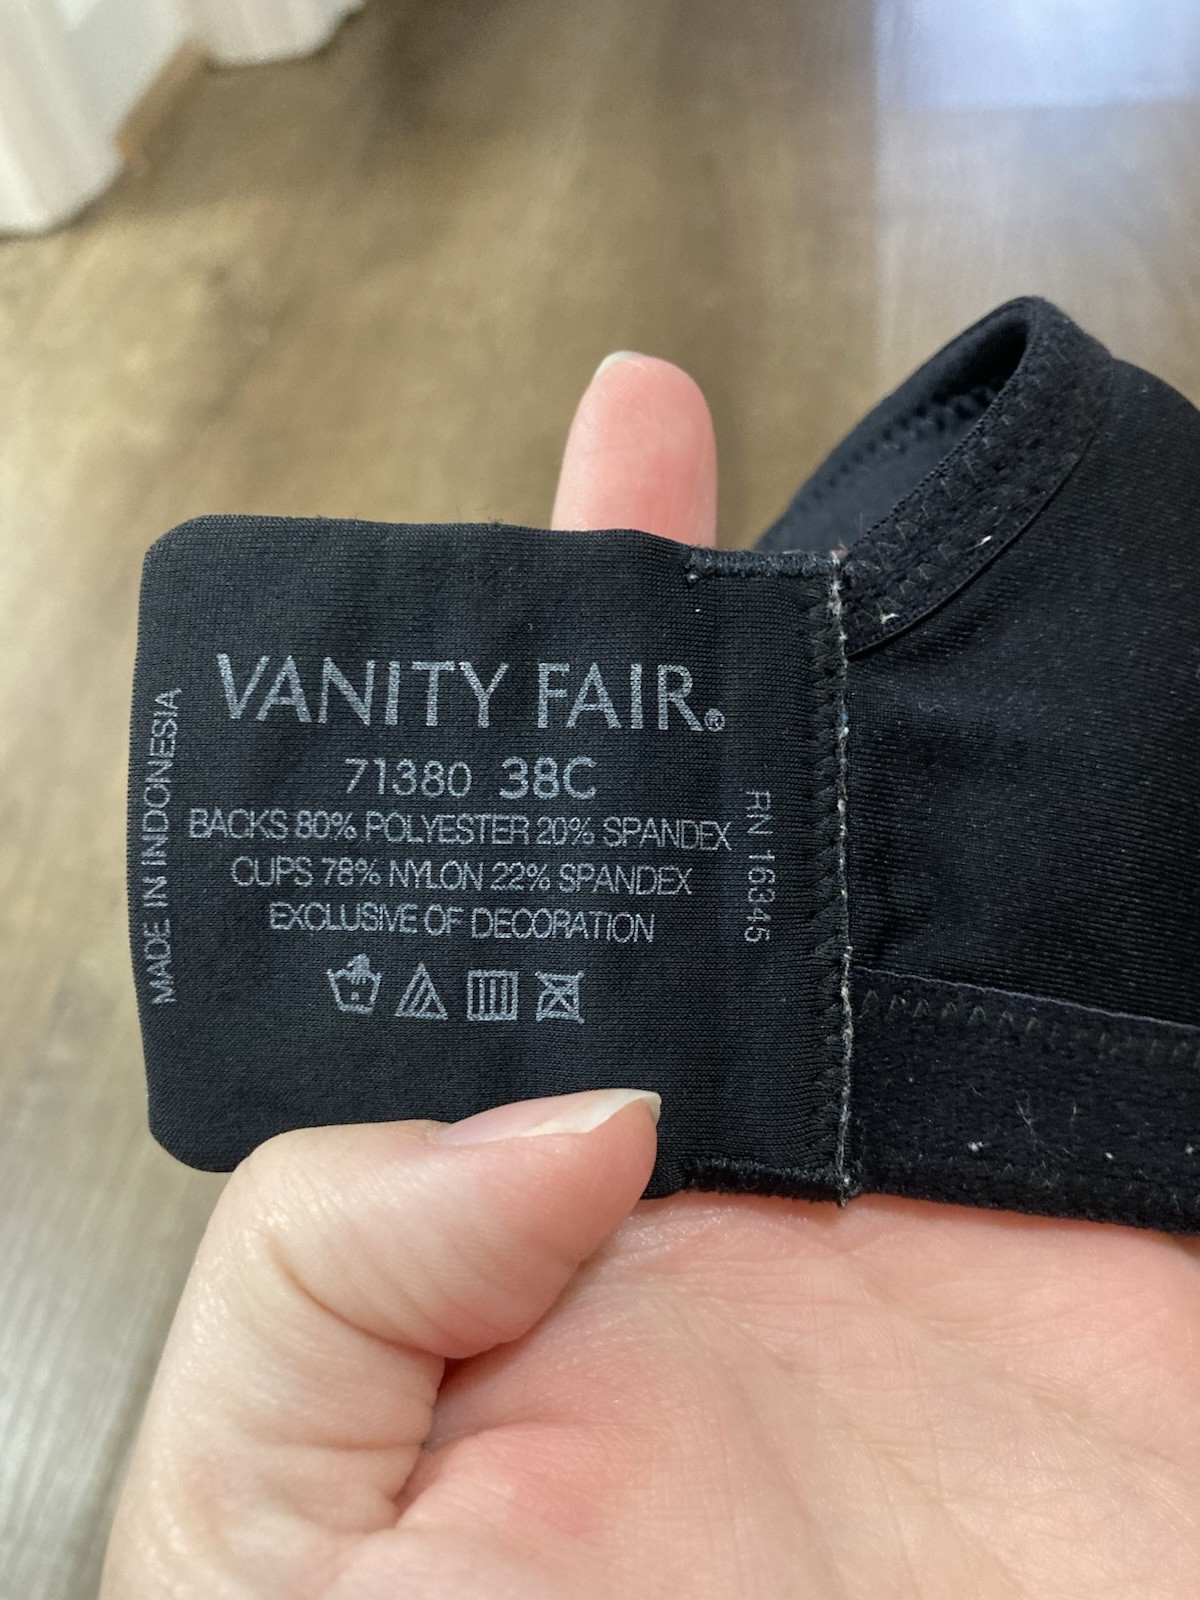 VANITY FAIR®
71380 38C
BACKS 80% POLYESTER 20% SPANDEX
CUPS 78% NYLON 22% SPANDEX
EXCLUSIVE OF DECORATION
MADE IN INDONESIA
RN 16345